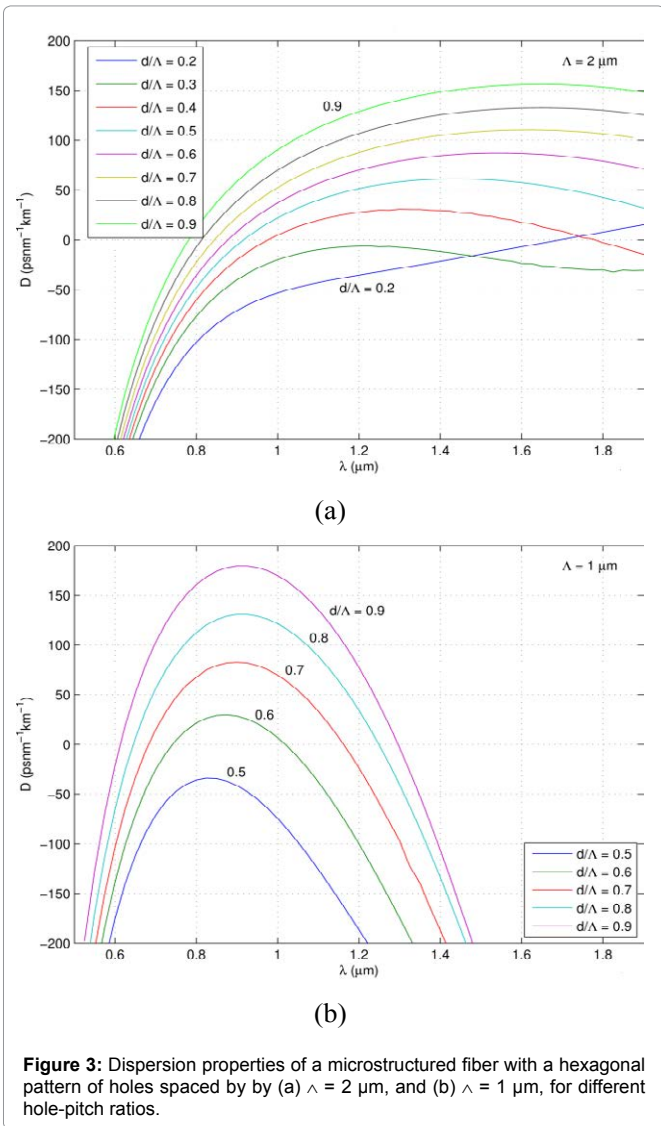 d/Λ = 0.2
d/Λ = 0.3
d/Λ = 0.4
d/Λ = 0.5
d/Λ = 0.6
d/Λ = 0.7
d/Λ = 0.8
d/Λ = 0.9
Λ = 2 μm
0.9
d/Λ = 0.2
200
150
100
50
0
−50
−100
−150
−200
D (psnm⁻¹km⁻¹)
0.6 0.8 1 1.2 1.4 1.6 1.8
λ (μm)
(a)
Λ − 1 μm
d/Λ = 0.9
0.8
0.7
0.6
0.5
200
150
100
50
0
−50
−100
−150
−200
D (psnm⁻¹km⁻¹)
d/Λ = 0.5
d/Λ = 0.6
d/Λ = 0.7
d/Λ = 0.8
d/Λ = 0.9
0.6 0.8 1 1.2 1.4 1.6 1.8
λ (μm)
(b)
Figure 3: Dispersion properties of a microstructured fiber with a hexagonal
pattern of holes spaced by by (a) ∧ = 2 μm, and (b) ∧ = 1 μm, for different
hole-pitch ratios.